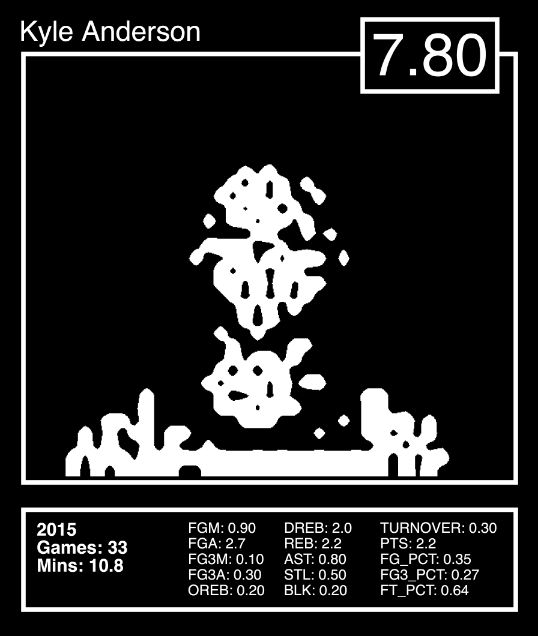 Kyle Anderson
7.80
2015
Games: 33
Mins: 10.8
FGM: 0.90
FGA: 2.7
FG3M: 0.10
FG3A: 0.30
OREB: 0.20
DREB: 2.0
REB: 2.2
AST: 0.80
STL: 0.50
BLK: 0.20
TURNOVER: 0.30
PTS: 2.2
FG_PCT: 0.35
FG3_PCT: 0.27
FT_PCT: 0.64